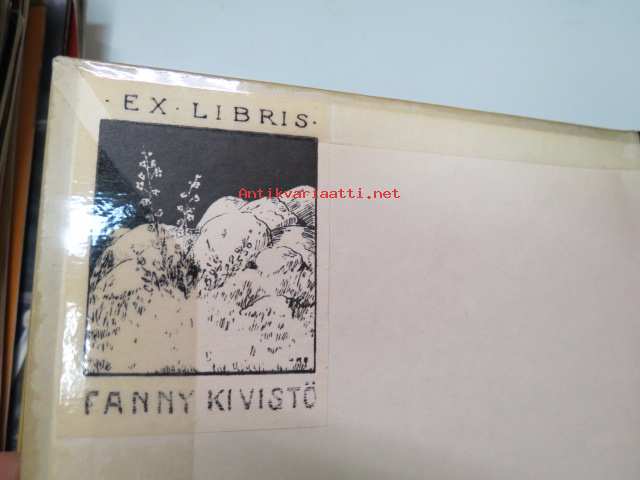 · EX · LIBRIS ·
Antikvariaatti.net
FANNY KIVISTÖ